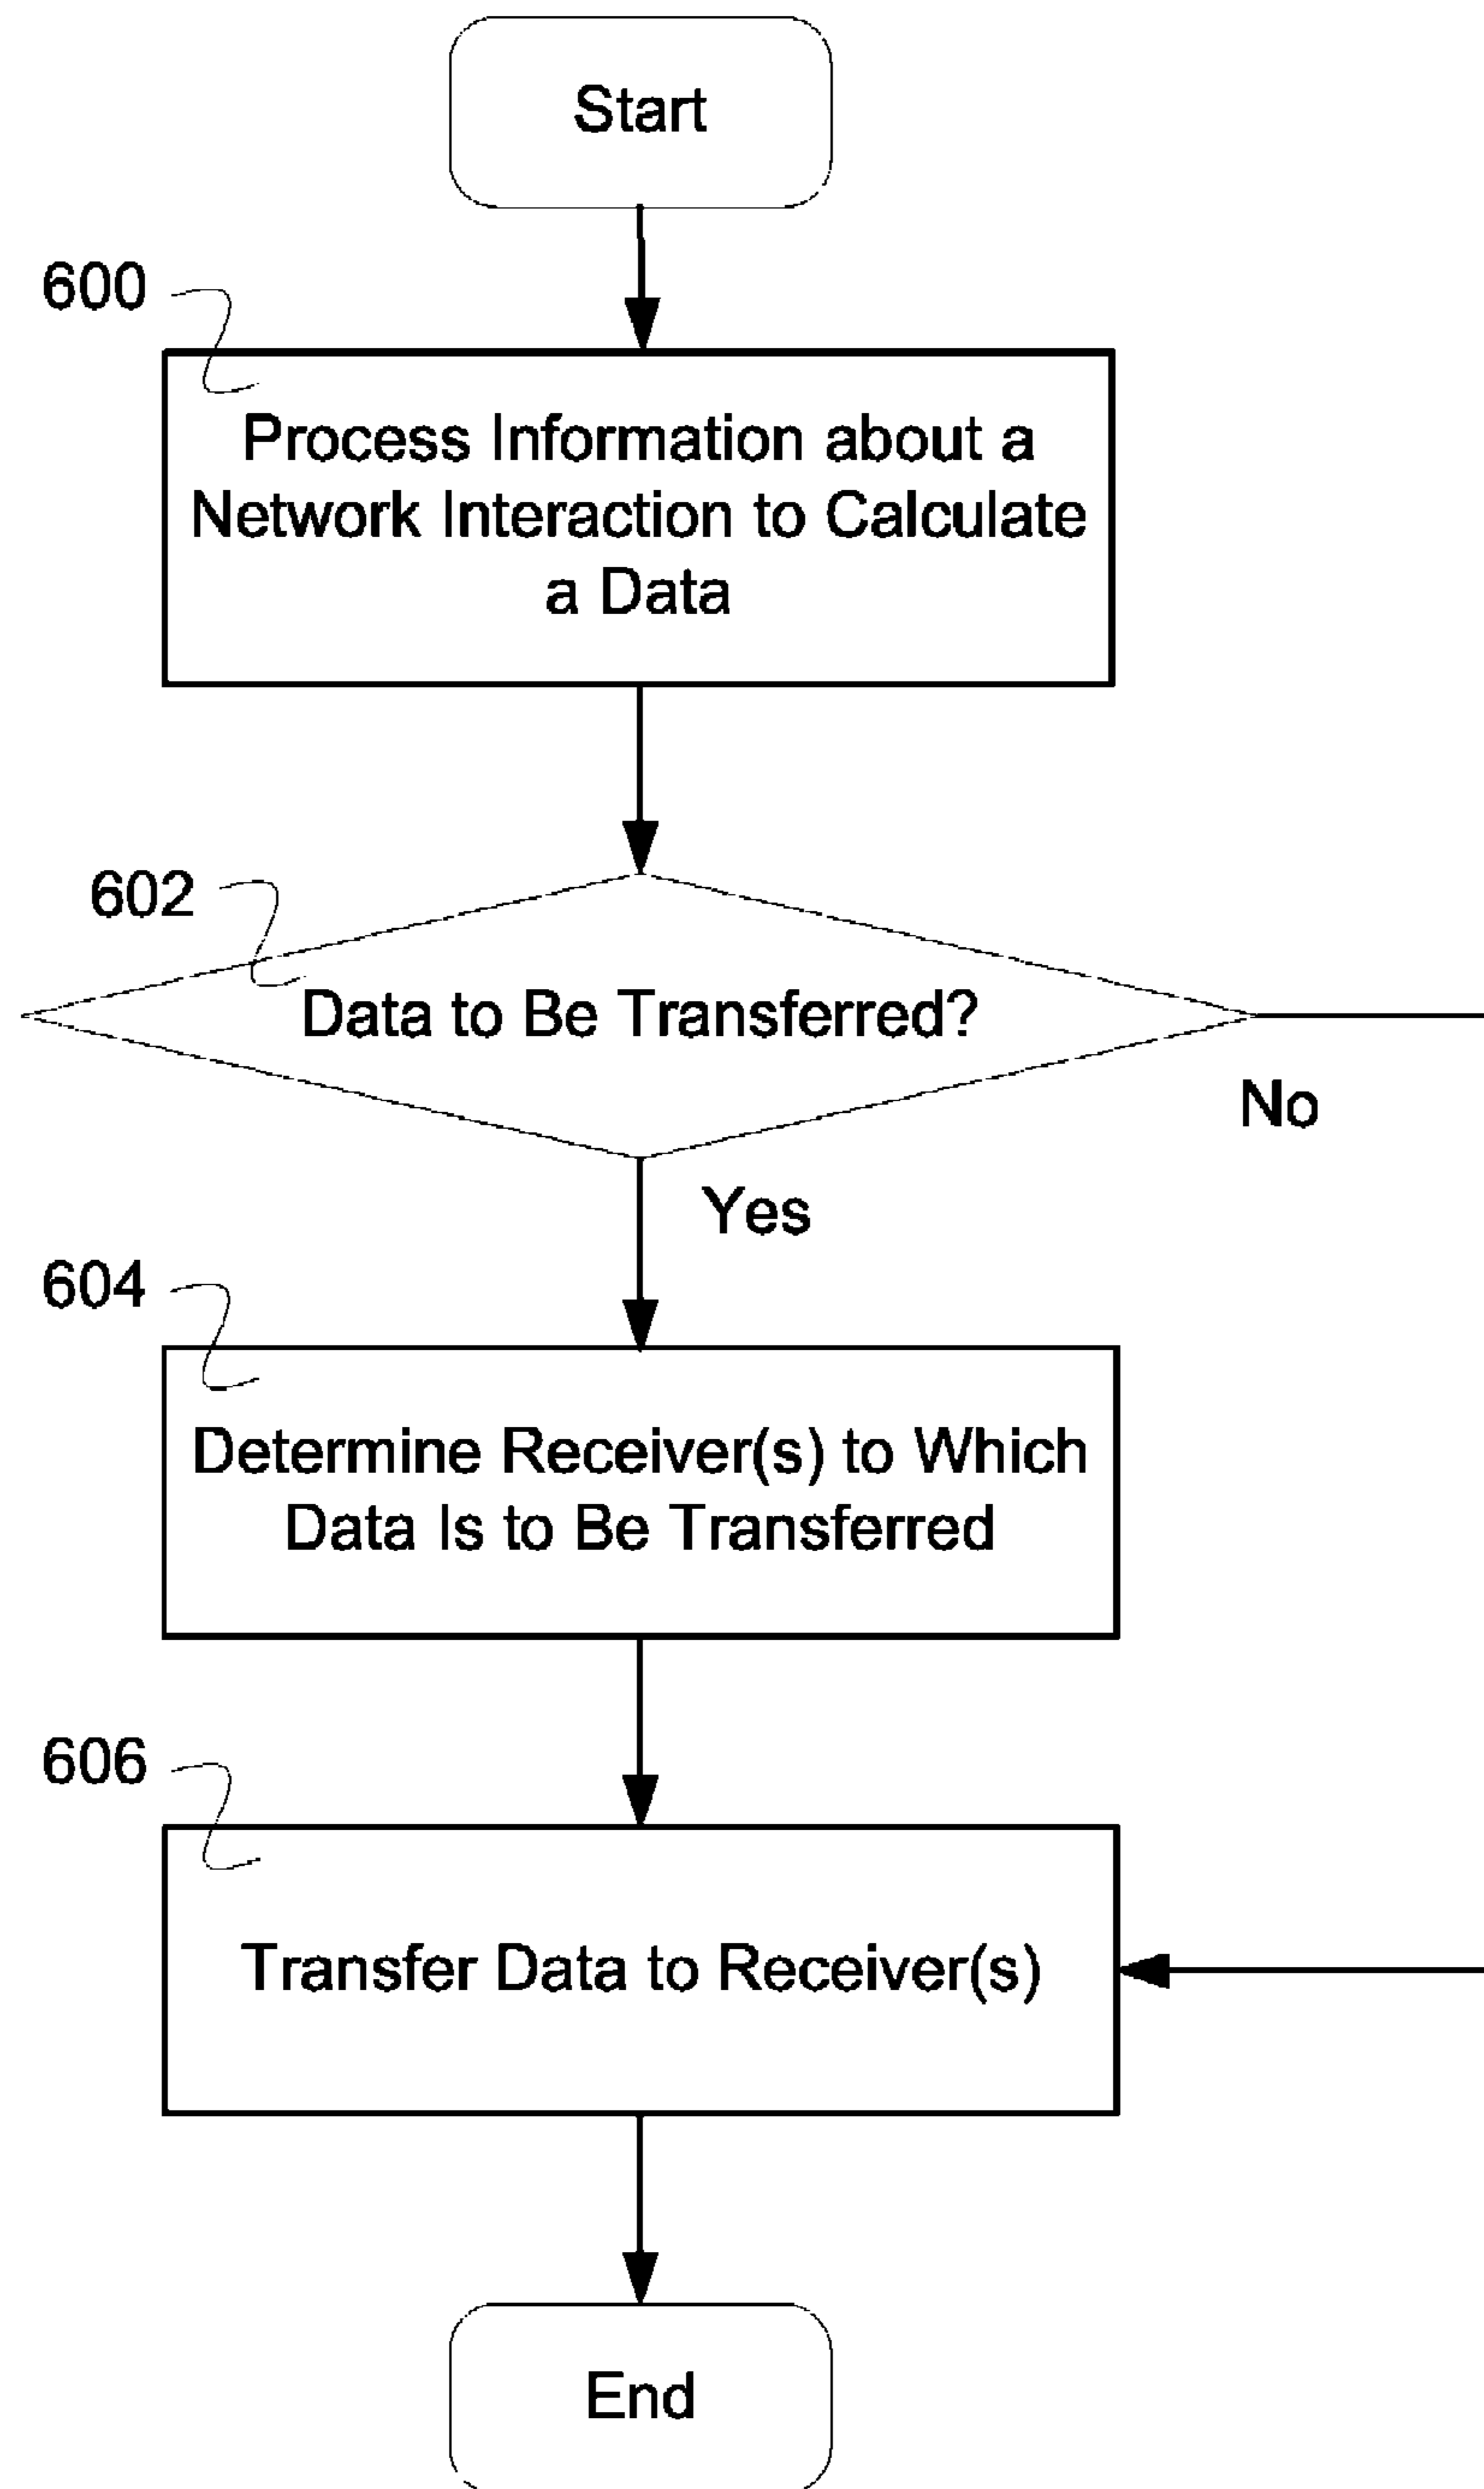 Start
600
Process Information about a
Network Interaction to Calculate
a Data
602
Data to Be Transferred?
No
Yes
604
Determine Receiver(s) to Which
Data Is to Be Transferred
606
Transfer Data to Receiver(s)
End